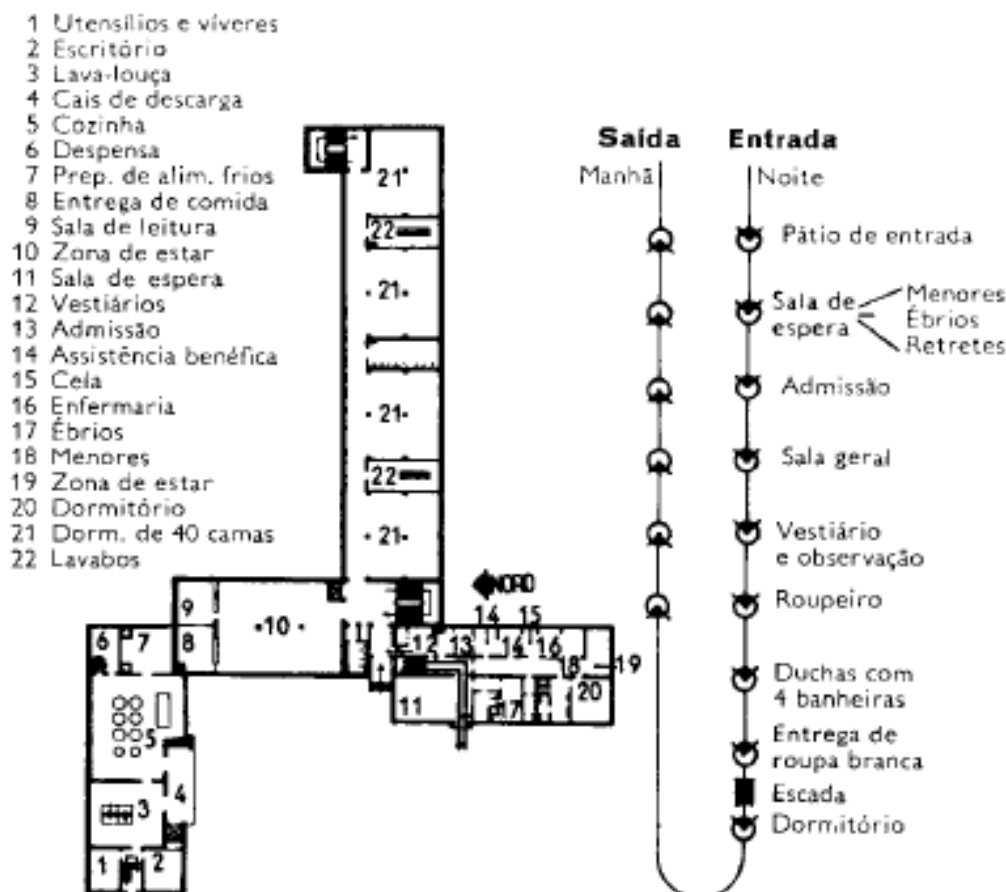 1 Utensílios e víveres
2 Escritório
3 Lava-louça
4 Cais de descarga
5 Cozinha
6 Despensa
7 Prep. de alim. frios
8 Entrega de comida
9 Sala de leitura
10 Zona de estar
11 Sala de espera
12 Vestiários
13 Admissão
14 Assistência benéfica
15 Cela
16 Enfermaria
17 Ébrios
18 Menores
19 Zona de estar
20 Dormitório
21 Dorm. de 40 camas
22 Lavabos
21
22
21
21
22
21
9
10
8
6 7
14 15
12 13 14 16
18 19
20
11
17
5
4
3
1 2
Saída Entrada
Manhã Noite
Pátio de entrada
Sala de espera
Menores
Ébrios
Retretes
Admissão
Sala geral
Vestiário
e observação
Roupeiro
Duchas com
4 banheiras
Entrega de
roupa branca
Escada
Dormitório